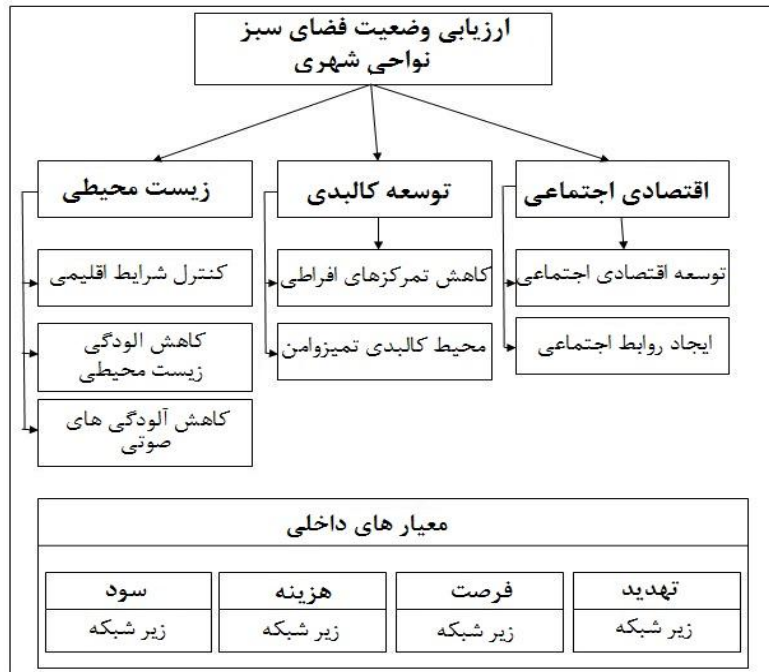 ارزیابی وضعیت فضای سبز
نواحی شهری
اقتصادی اجتماعی
توسعه کالبدی
زیست محیطی
توسعه اقتصادی اجتماعی
کاهش تمرکزهای افراطی
کنترل شرایط اقلیمی
ایجاد روابط اجتماعی
محیط کالبدی تمیزوامن
کاهش الودگی
زیست محیطی
کاهش آلودگی های
صوتی
معیار های داخلی
تهدید
فرصت
هزینه
سود
زیر شبکه
زیر شبکه
زیر شبکه
زیر شبکه